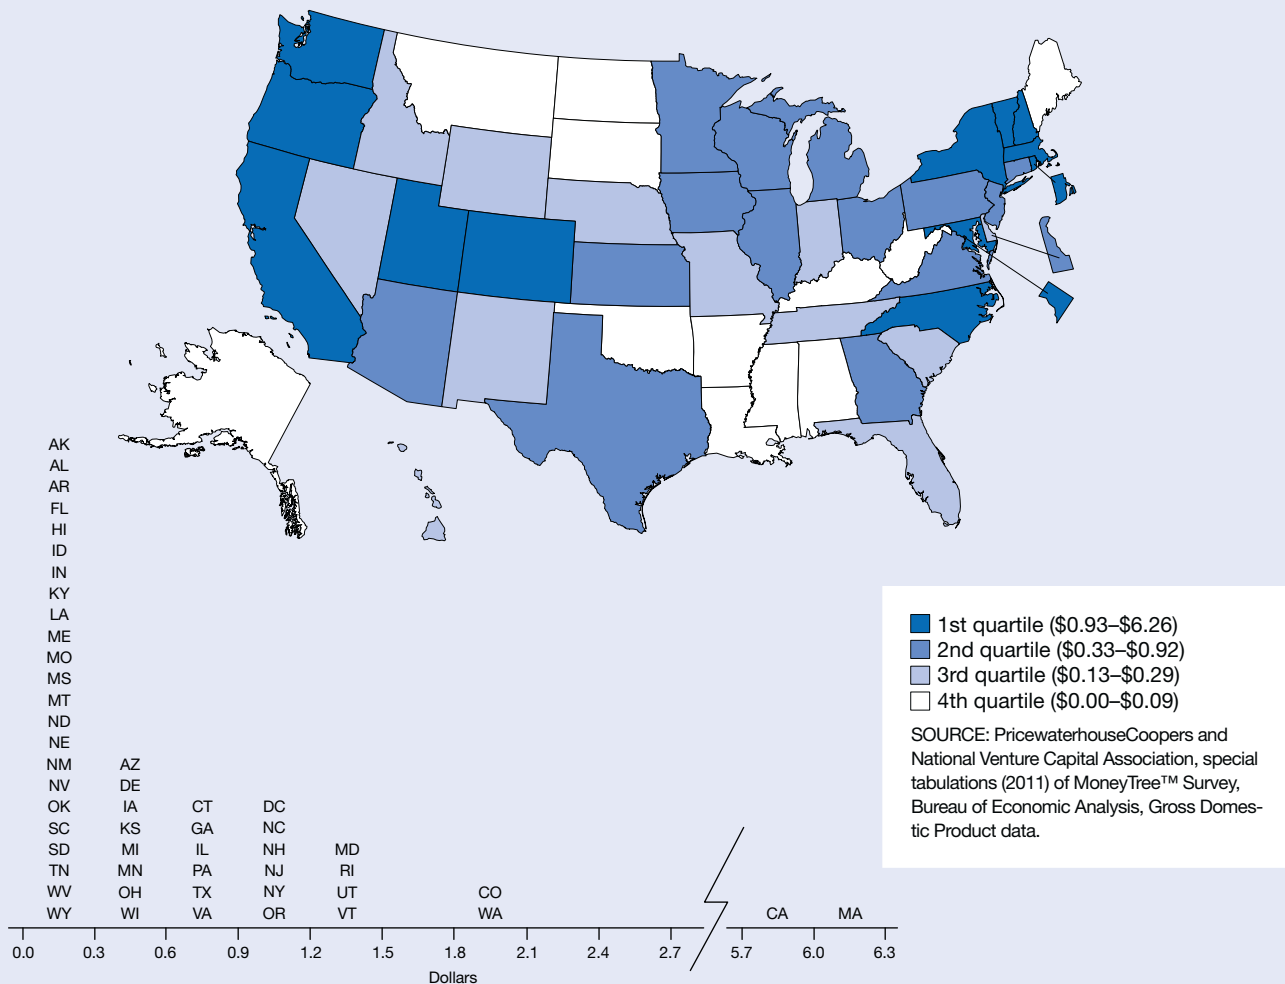 AK
AL
AR
FL
HI
ID
IN
KY
LA
ME
MO
MS
MT
ND
NE
NM AZ
NV DE
OK IA CT DC
SC KS GA NC
SD MI IL NH MD
TN MN PA NJ RI
WV OH TX NY UT CO
WY WI VA OR VT WA CA MA
0.0 0.3 0.6 0.9 1.2 1.5 1.8 2.1 2.4 2.7 5.7 6.0 6.3
Dollars
1st quartile ($0.93–$6.26)
2nd quartile ($0.33–$0.92)
3rd quartile ($0.13–$0.29)
4th quartile ($0.00–$0.09)
SOURCE: PricewaterhouseCoopers and
National Venture Capital Association, special
tabulations (2011) of MoneyTree™ Survey,
Bureau of Economic Analysis, Gross Domes-
tic Product data.